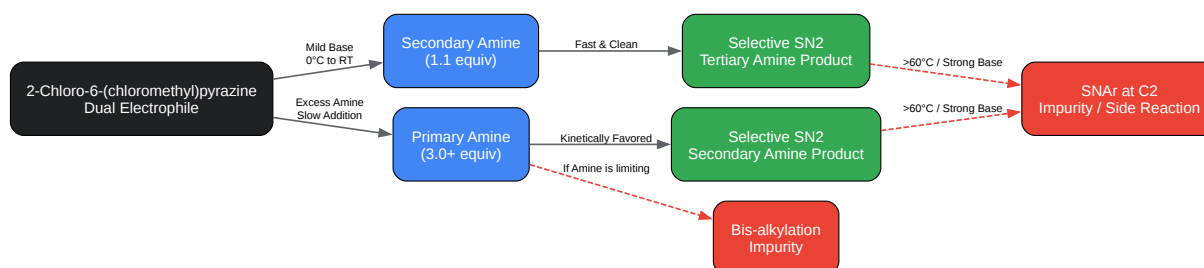 2-Chloro-6-(chloromethyl)pyrazine
Dual Electrophile
Mild Base
0°C to RT
Excess Amine
Slow Addition
Secondary Amine
(1.1 equiv)
Primary Amine
(3.0+ equiv)
Fast & Clean
Kinetically Favored
If Amine is limiting
Selective SN2
Tertiary Amine Product
Selective SN2
Secondary Amine Product
Bis-alkylation
Impurity
>60°C / Strong Base
>60°C / Strong Base
SNAr at C2
Impurity / Side Reaction